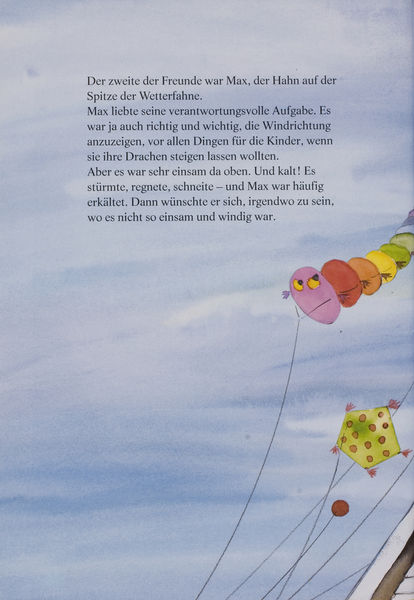 Der zweite der Freunde war Max, der Hahn auf der
Spitze der Wetterfahne.
Max liebte seine verantwortungsvolle Aufgabe. Es
war ja auch richtig und wichtig, die Windrichtung
anzuzeigen, vor allen Dingen für die Kinder, wenn
sie ihre Drachen steigen lassen wollten.
Aber es war sehr einsam da oben. Und kalt! Es
stürmte, regnete, schneite – und Max war häufig
erkältet. Dann wünschte er sich, irgendwo zu sein,
wo es nicht so einsam und windig war.